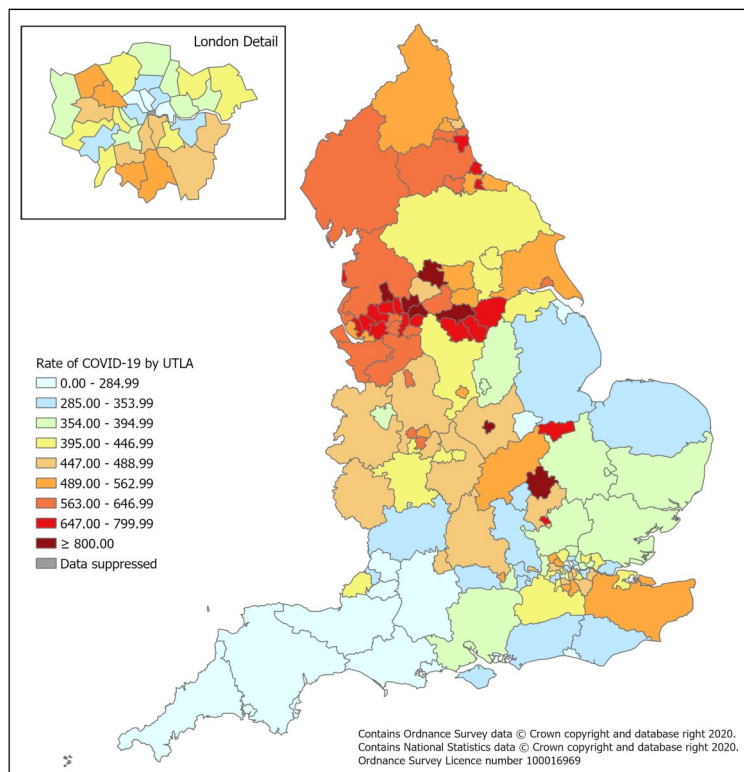 London Detail
Rate of COVID-19 by UTLA
0.00 - 284.99
285.00 - 353.99
354.00 - 394.99
395.00 - 446.99
447.00 - 488.99
489.00 - 562.99
563.00 - 646.99
647.00 - 799.99
≥ 800.00
Data suppressed
Contains Ordnance Survey data © Crown copyright and database right 2020.
Contains National Statistics data © Crown copyright and database right 2020.
Ordnance Survey Licence number 100016969